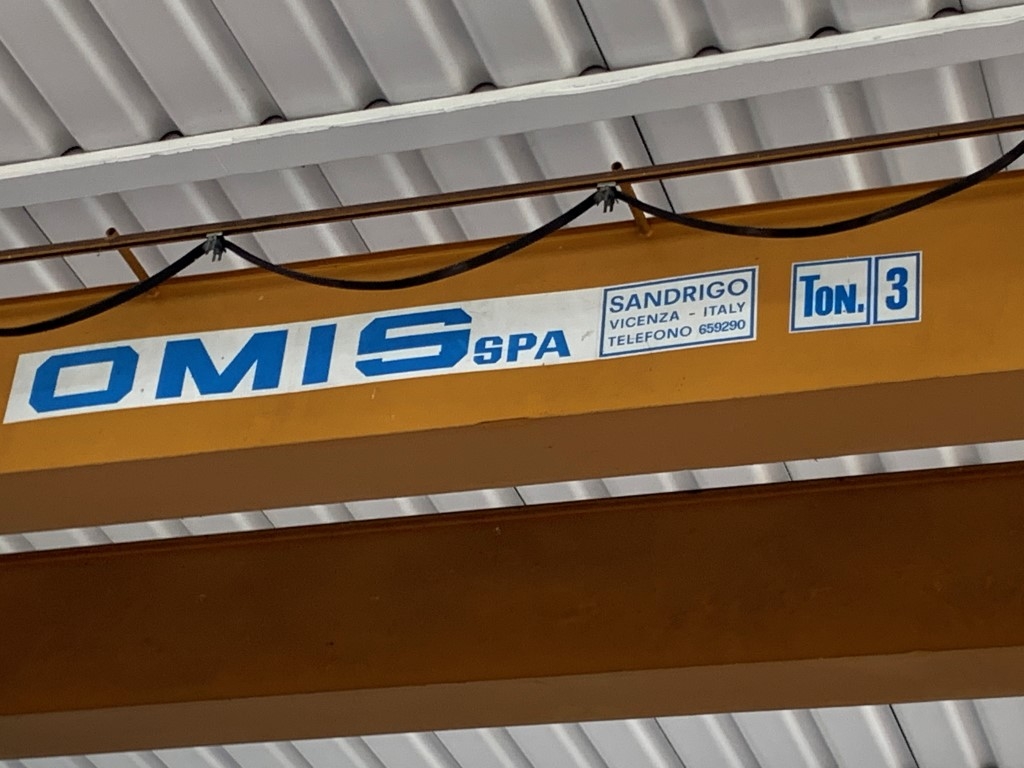 OMIS SPA
SANDRIGO
VICENZA - ITALY
TELEFONO 659290
TON. 3